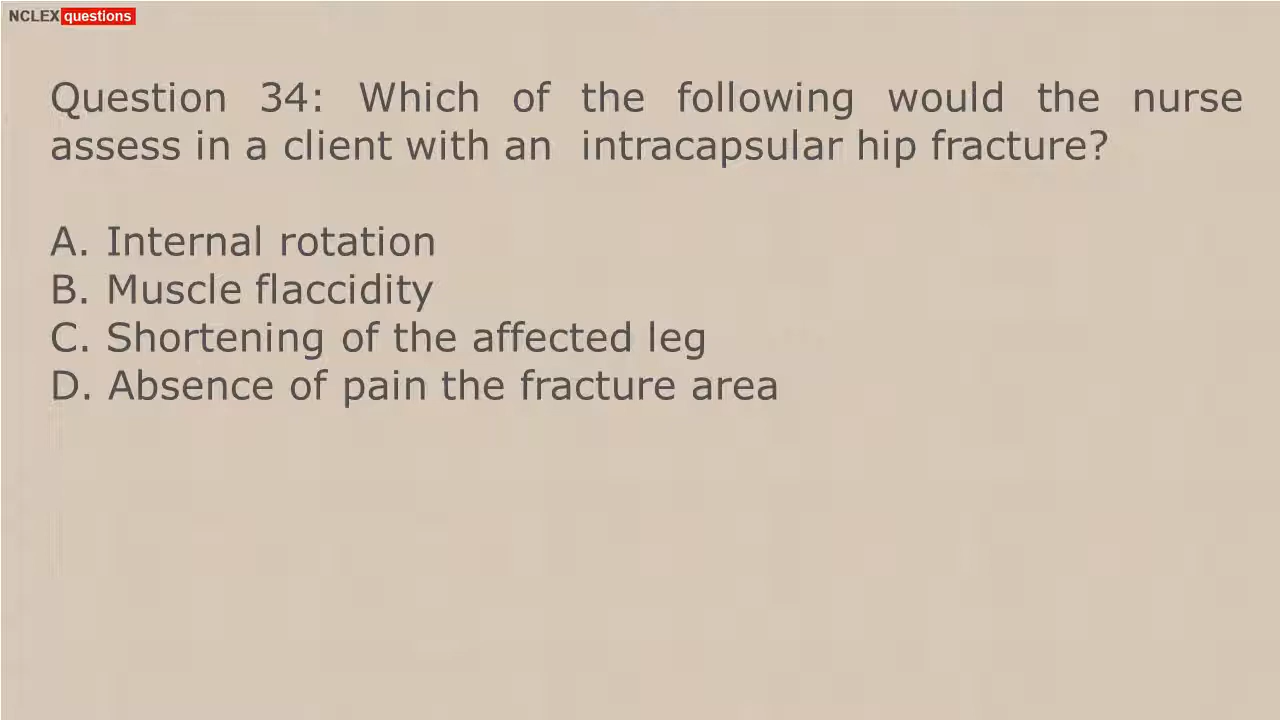 NCLEX questions
Question 34: Which of the following would the nurse
assess in a client with an intracapsular hip fracture?
A. Internal rotation
B. Muscle flaccidity
C. Shortening of the affected leg
D. Absence of pain the fracture area